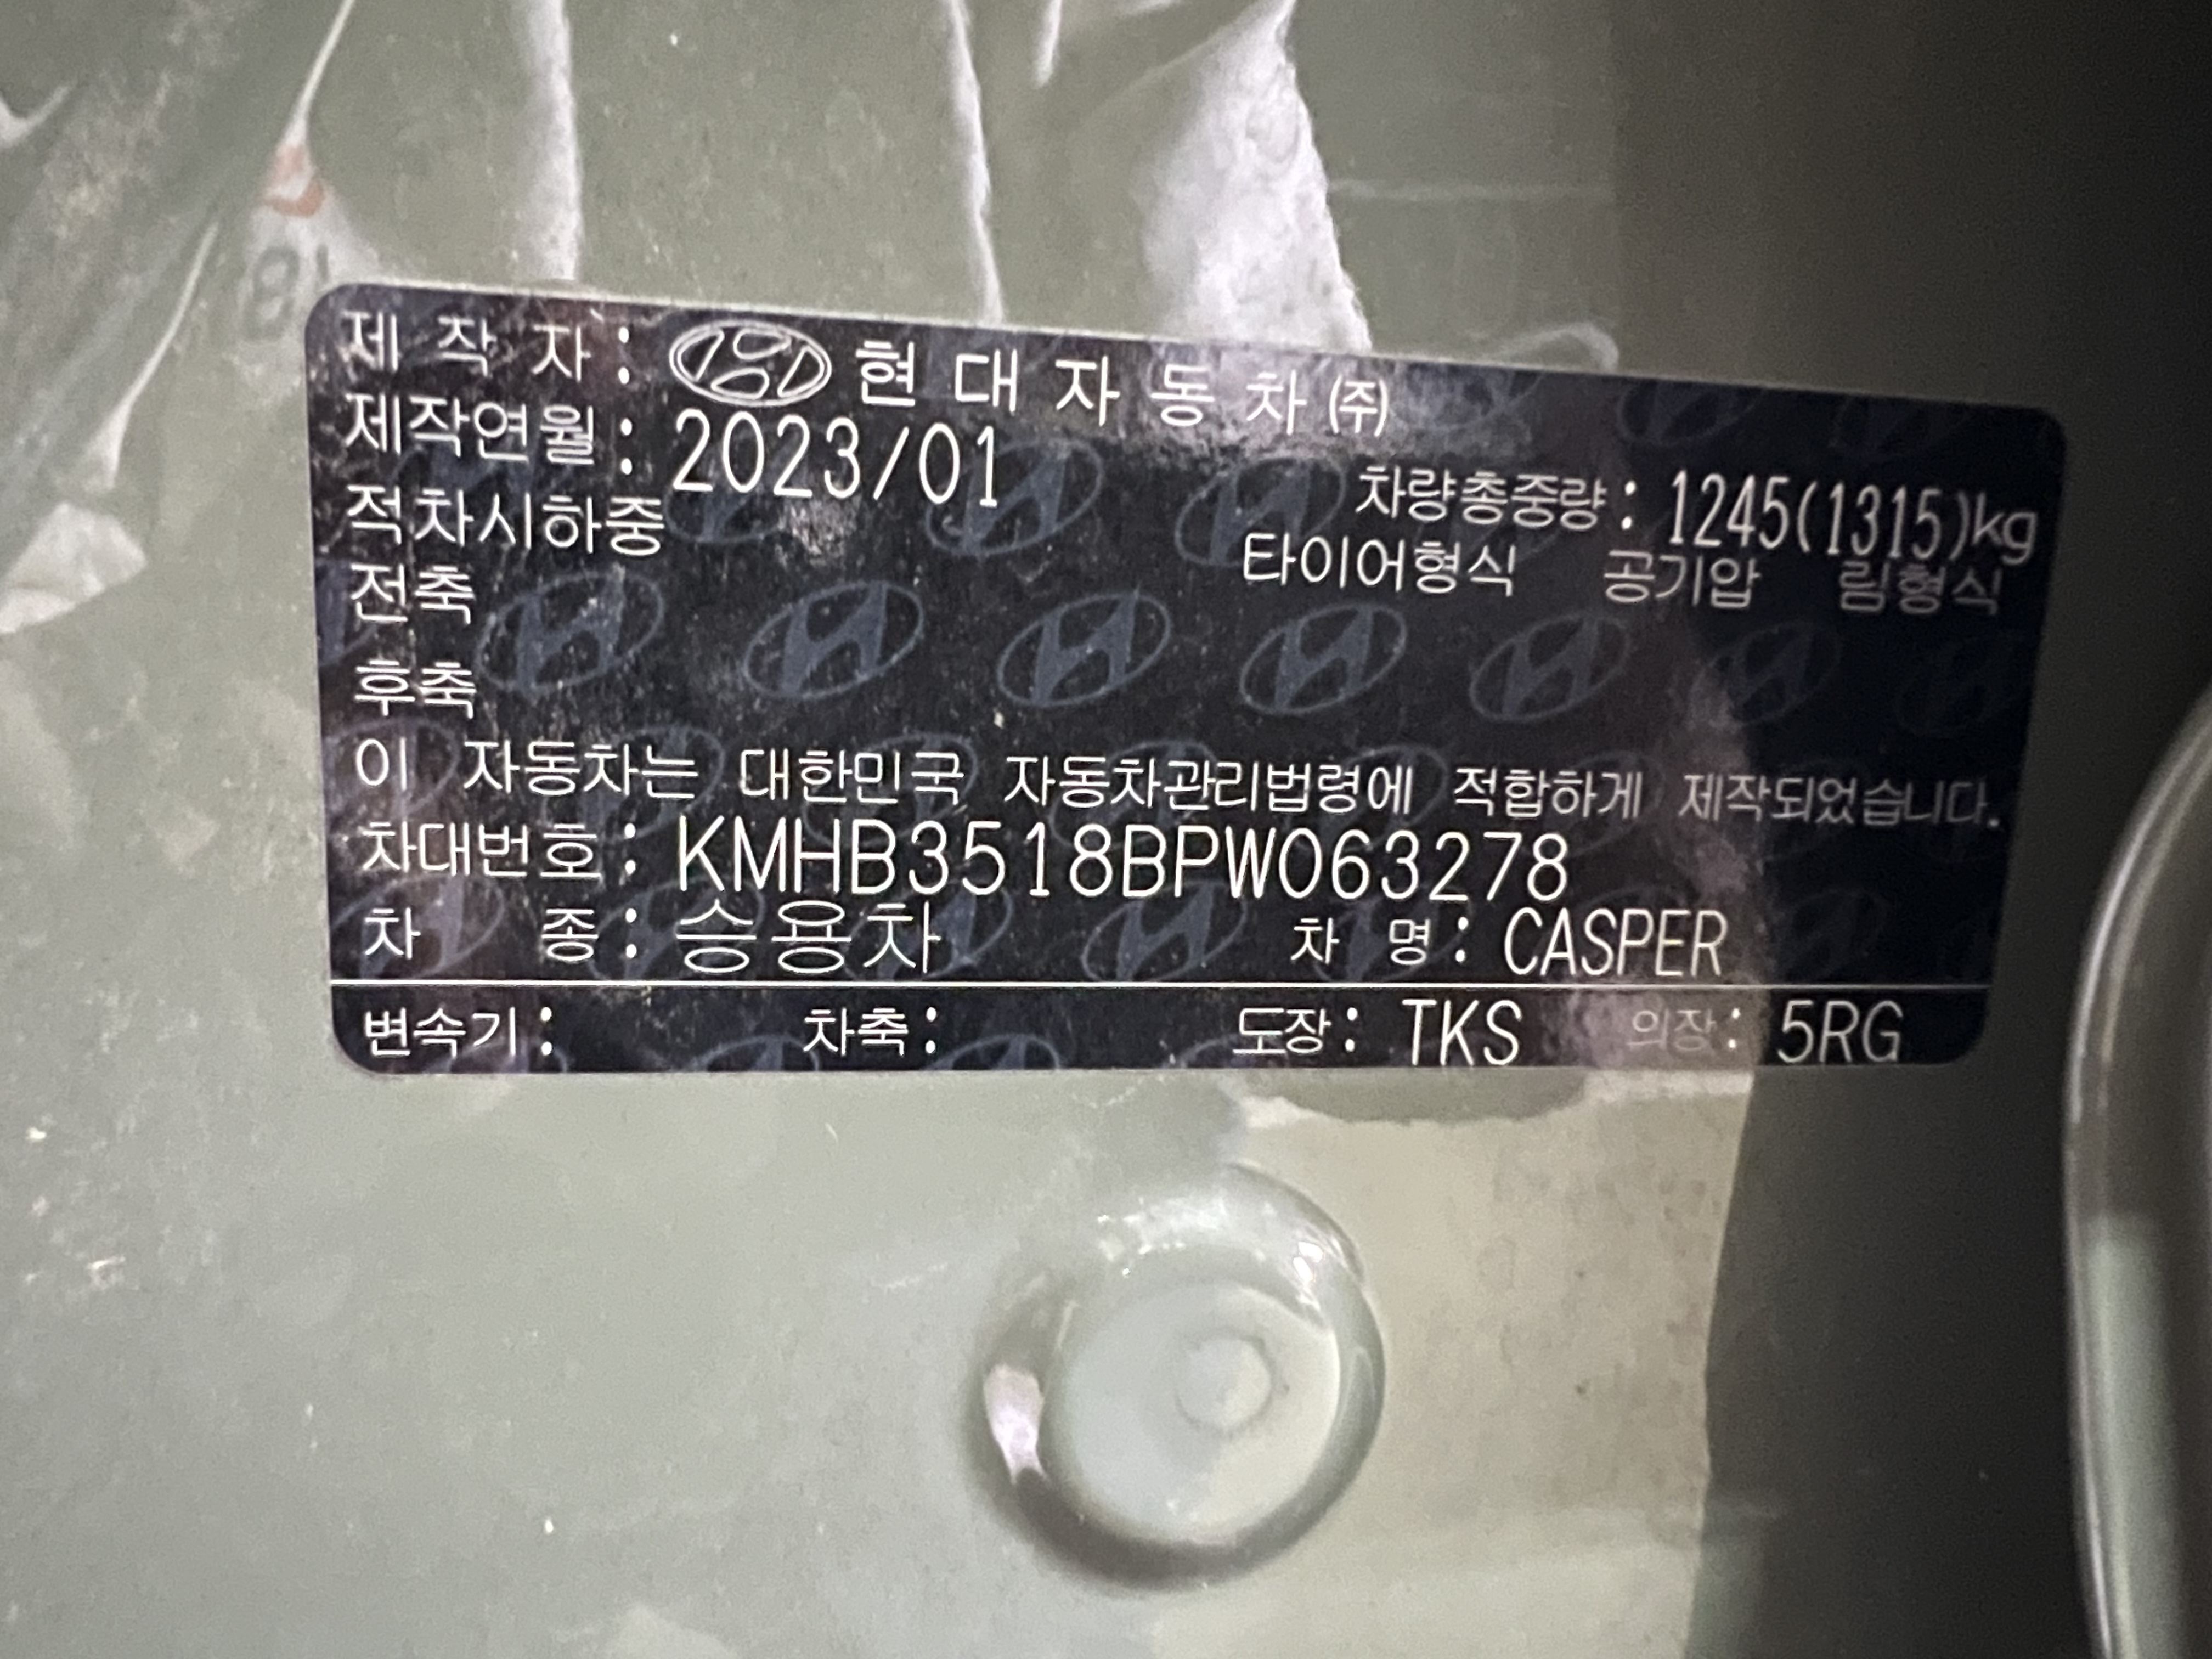 제 작 자 : 현 대 자 동 차 ㈜
제작연월 : 2023/01
차량총중량 : 1245(1315)kg
적차시하중 타이어형식 공기압 림형식
전축
후축
이 자동차는 대한민국 자동차관리법령에 적합하게 제작되었습니다.
차대번호 : KMHB3518BPW063278
차 종 : 승용차 차 명 : CASPER
변속기 : 차축 : 도장 : TKS 의장 : 5RG